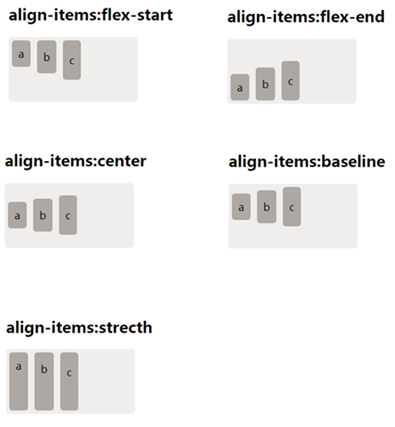 align-items:flex-start
align-items:flex-end
a b c
a b c
align-items:center
align-items:baseline
a b c
a b c
align-items:strecth
a b c